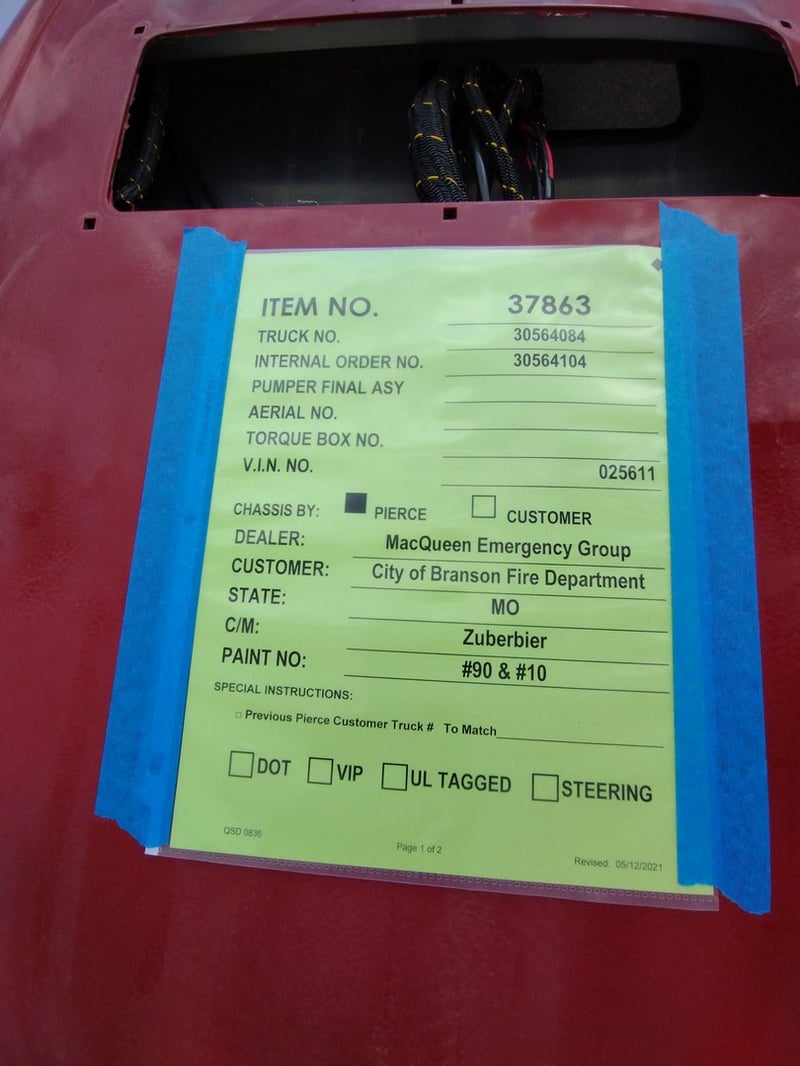 ITEM NO. 37863
TRUCK NO. 30564084
INTERNAL ORDER NO. 30564104
PUMPER FINAL ASY
AERIAL NO.
TORQUE BOX NO.
V.I.N. NO. 025611
CHASSIS BY: PIERCE CUSTOMER
DEALER: MacQueen Emergency Group
CUSTOMER: City of Branson Fire Department
STATE: MO
C/M: Zuberbier
PAINT NO: #90 & #10
SPECIAL INSTRUCTIONS:
Previous Pierce Customer Truck # To Match
DOT VIP UL TAGGED STEERING
QSD 0836 Page 1 of 2 Revised: 05/12/2021